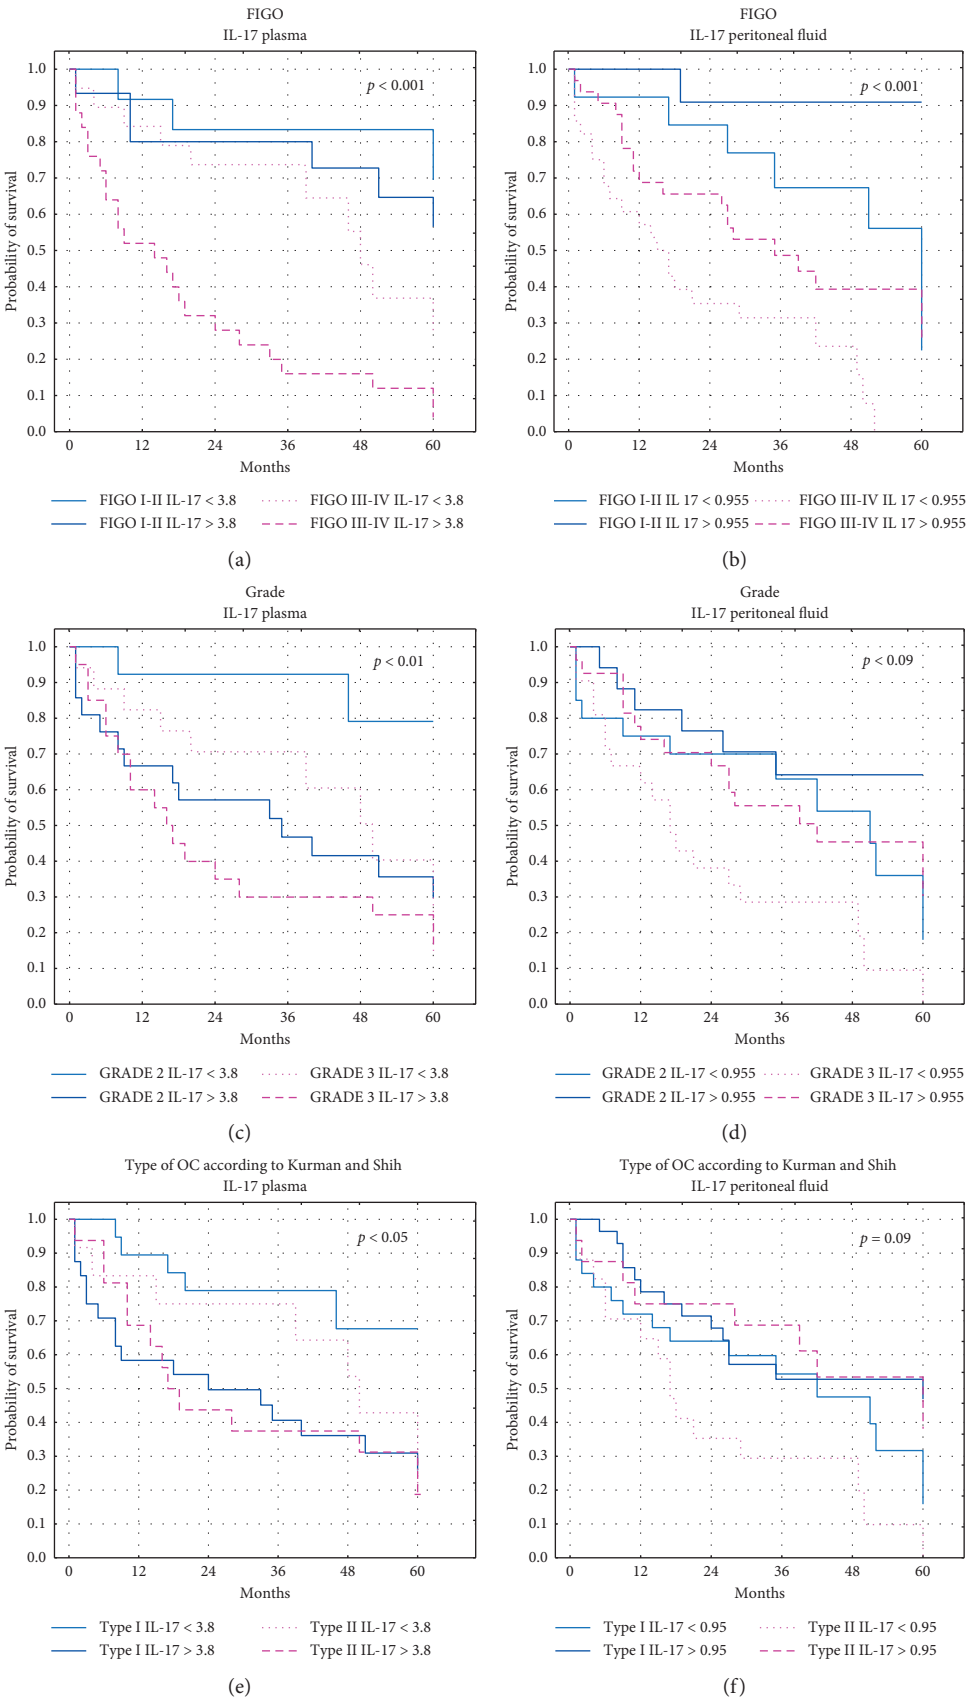 FIGO
IL-17 plasma
Probability of survival
1.0
0.9
0.8
0.7
0.6
0.5
0.4
0.3
0.2
0.1
0.0
p < 0.001
0 12 24 36 48 60
Months
FIGO I-II IL-17 < 3.8
FIGO I-II IL-17 > 3.8
FIGO III-IV IL-17 < 3.8
FIGO III-IV IL-17 > 3.8
(a)
FIGO
IL-17 peritoneal fluid
Probability of survival
1.0
0.9
0.8
0.7
0.6
0.5
0.4
0.3
0.2
0.1
0.0
p < 0.001
0 12 24 36 48 60
Months
FIGO I-II IL 17 < 0.955
FIGO I-II IL 17 > 0.955
FIGO III-IV IL 17 < 0.955
FIGO III-IV IL 17 > 0.955
(b)
Grade
IL-17 plasma
Probability of survival
1.0
0.9
0.8
0.7
0.6
0.5
0.4
0.3
0.2
0.1
0.0
p < 0.01
0 12 24 36 48 60
Months
GRADE 2 IL-17 < 3.8
GRADE 2 IL-17 > 3.8
GRADE 3 IL-17 < 3.8
GRADE 3 IL-17 > 3.8
(c)
Grade
IL-17 peritoneal fluid
Probability of survival
1.0
0.9
0.8
0.7
0.6
0.5
0.4
0.3
0.2
0.1
0.0
p < 0.09
0 12 24 36 48 60
Months
GRADE 2 IL-17 < 0.955
GRADE 2 IL-17 > 0.955
GRADE 3 IL-17 < 0.955
GRADE 3 IL-17 > 0.955
(d)
Type of OC according to Kurman and Shih
IL-17 plasma
Probability of survival
1.0
0.9
0.8
0.7
0.6
0.5
0.4
0.3
0.2
0.1
0.0
p < 0.05
0 12 24 36 48 60
Months
Type I IL-17 < 3.8
Type I IL-17 > 3.8
Type II IL-17 < 3.8
Type II IL-17 > 3.8
(e)
Type of OC according to Kurman and Shih
IL-17 peritoneal fluid
Probability of survival
1.0
0.9
0.8
0.7
0.6
0.5
0.4
0.3
0.2
0.1
0.0
p = 0.09
0 12 24 36 48 60
Months
Type I IL-17 < 0.95
Type I IL-17 > 0.95
Type II IL-17 < 0.95
Type II IL-17 > 0.95
(f)